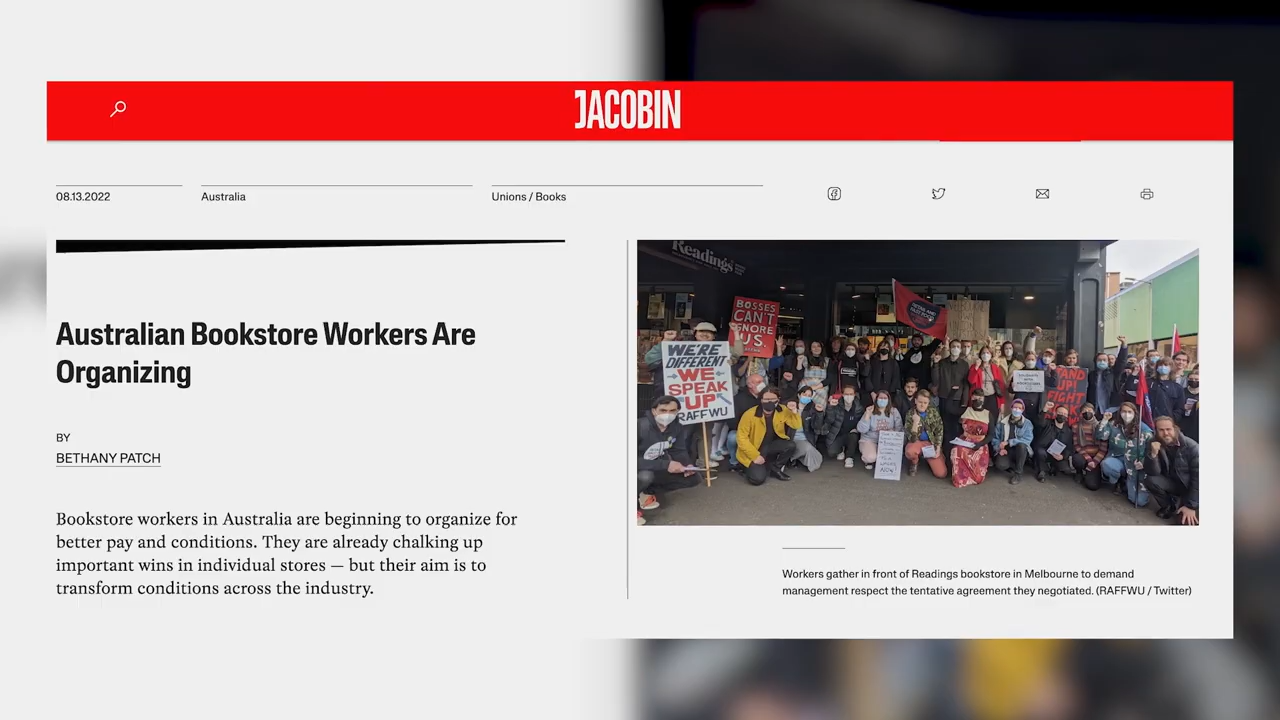 JACOBIN
08.13.2022
Australia
Unions / Books
Australian Bookstore Workers Are
Organizing
BY
BETHANY PATCH
Bookstore workers in Australia are beginning to organize for
better pay and conditions. They are already chalking up
important wins in individual stores — but their aim is to
transform conditions across the industry.
Readings
BOSSES
CAN'T
IGNORE
US.
WE'RE
DIFFERENT
WE
SPEAK
UP
RAFFWU
Workers gather in front of Readings bookstore in Melbourne to demand
management respect the tentative agreement they negotiated. (RAFFWU / Twitter)